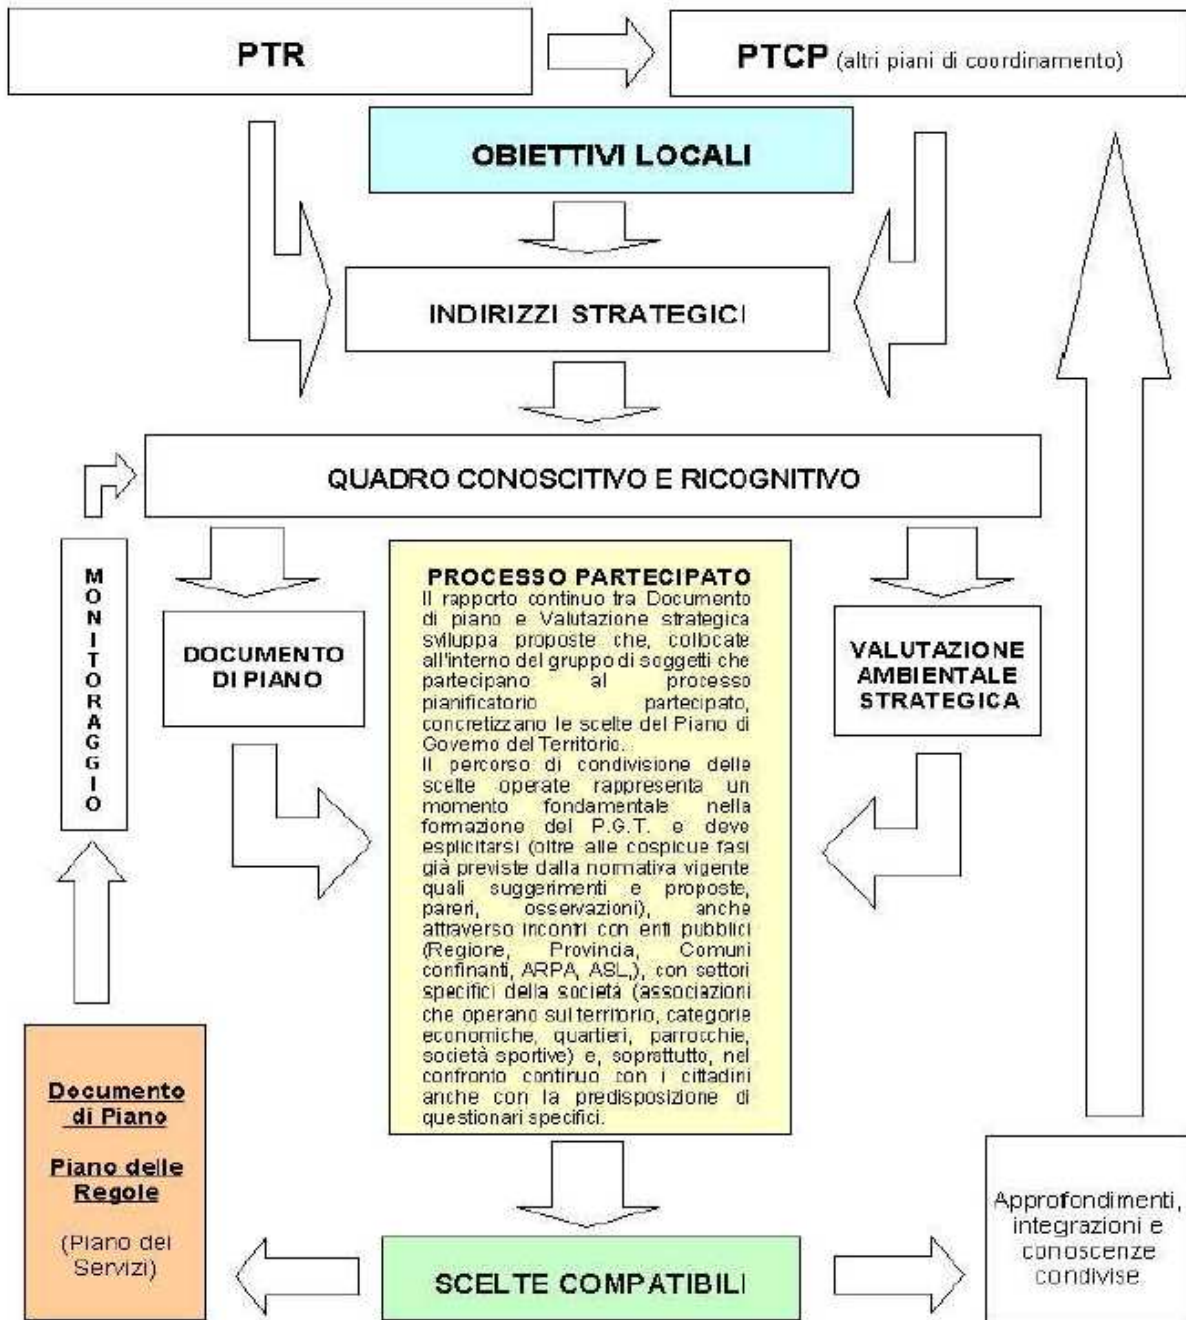 PTR
PTCP (altri piani di coordinamento)
OBIETTIVI LOCALI
INDIRIZZI STRATEGICI
QUADRO CONOSCITIVO E RICOGNITIVO
MONITORAGGIO
DOCUMENTO
DI PIANO
PROCESSO PARTECIPATO
Il rapporto continuo tra Documento
di piano e Valutazione strategica
sviluppa proposte che, collocate
all'interno del gruppo di soggetti che
partecipano al processo
pianificatorio partecipato,
concretizzano le scelte del Piano di
Governo del Territorio.
Il percorso di condivisione delle
scelte operate rappresenta un
momento fondamentale nella
formazione del P.G.T. e deve
esplicitarsi (oltre alle cospicue fasi
già previste dalla normativa vigente
quali suggerimenti e proposte,
pareri, osservazioni), anche
attraverso incontri con enti pubblici
(Regione, Provincia, Comuni
confinanti, ARPA, ASL,), con settori
specifici della società (associazioni
che operano sul territorio, categorie
economiche, quartieri, parrocchie,
società sportive) e, soprattutto, nel
confronto continuo con i cittadini
anche con la predisposizione di
questionari specifici.
VALUTAZIONE
AMBIENTALE
STRATEGICA
Documento
di Piano
Piano delle
Regole
(Piano dei
Servizi)
SCELTE COMPATIBILI
Approfondimenti,
integrazioni e
conoscenze
condivise